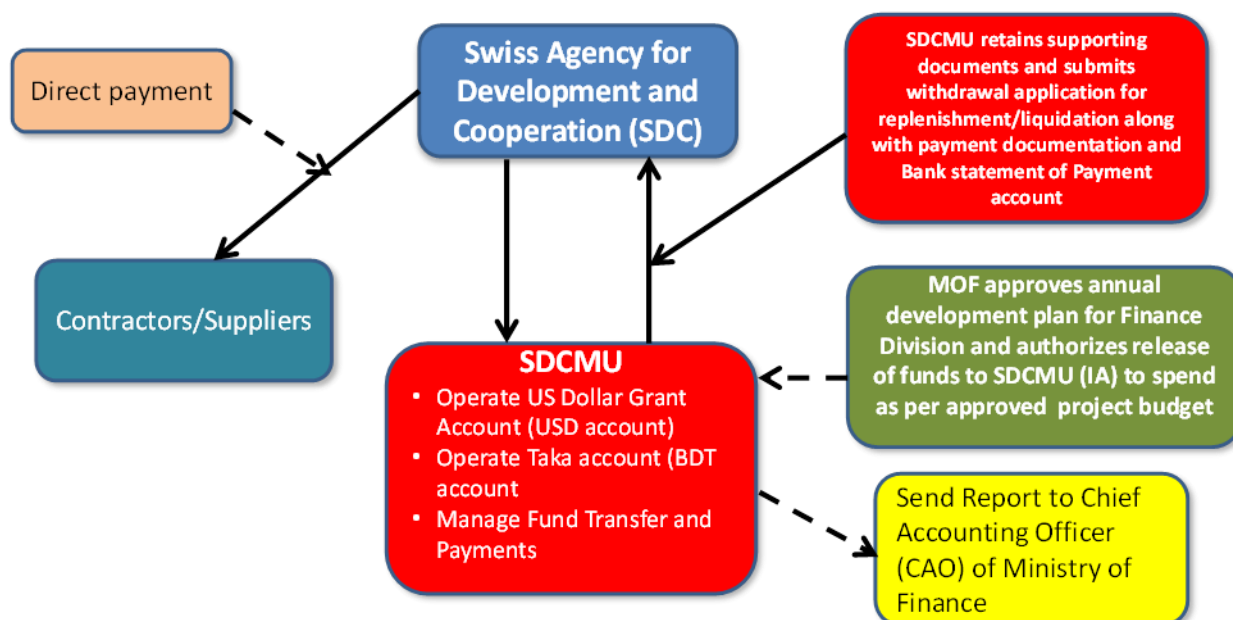 Direct payment
Swiss Agency for
Development and
Cooperation (SDC)
SDCMU retains supporting
documents and submits
withdrawal application for
replenishment/liquidation along
with payment documentation and
Bank statement of Payment
account
Contractors/Suppliers
MOF approves annual
development plan for Finance
Division and authorizes release
of funds to SDCMU (IA) to spend
as per approved project budget
SDCMU
▪ Operate US Dollar Grant
Account (USD account)
▪ Operate Taka account (BDT
account
▪ Manage Fund Transfer and
Payments
Send Report to Chief
Accounting Officer
(CAO) of Ministry of
Finance